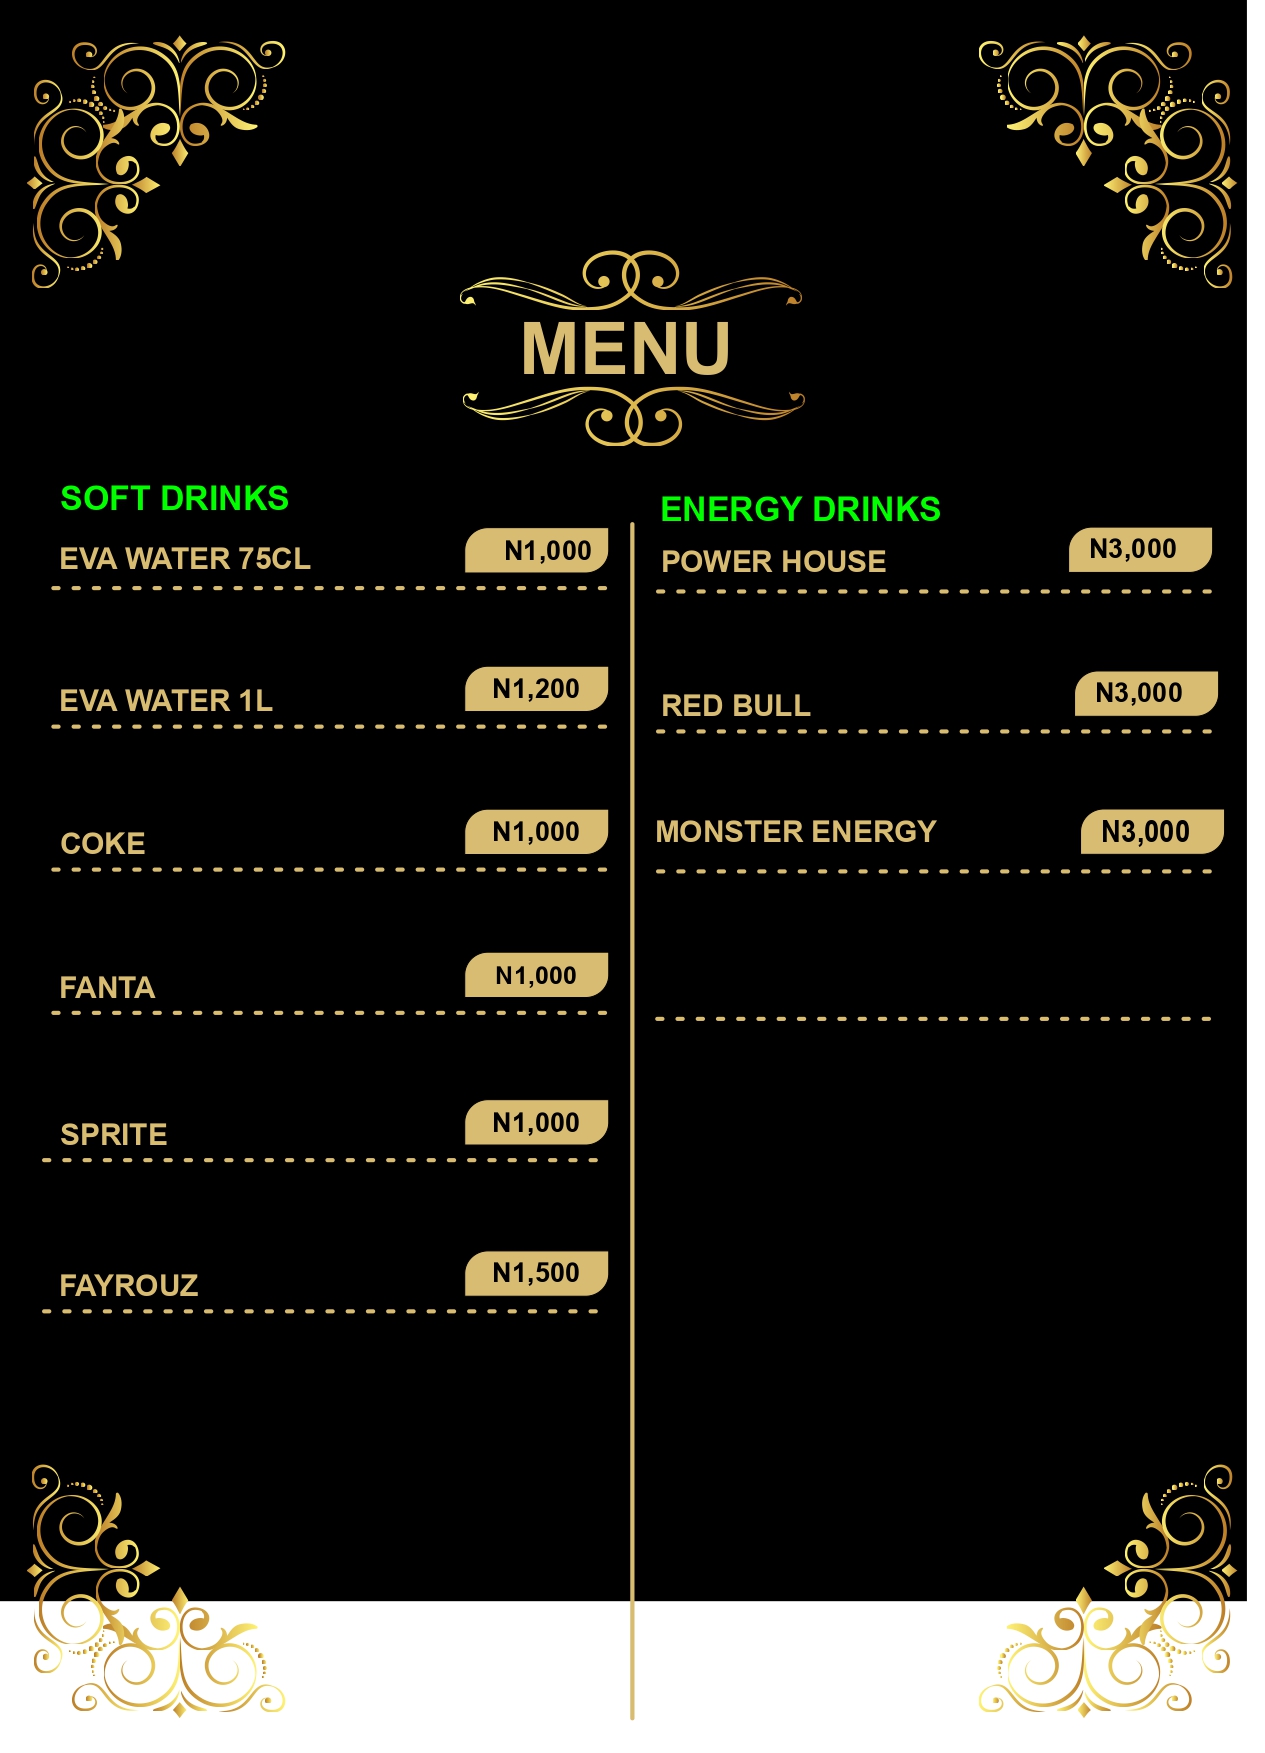 MENU
SOFT DRINKS
EVA WATER 75CL N1,000
EVA WATER 1L N1,200
COKE N1,000
FANTA N1,000
SPRITE N1,000
FAYROUZ N1,500
ENERGY DRINKS
POWER HOUSE N3,000
RED BULL N3,000
MONSTER ENERGY N3,000